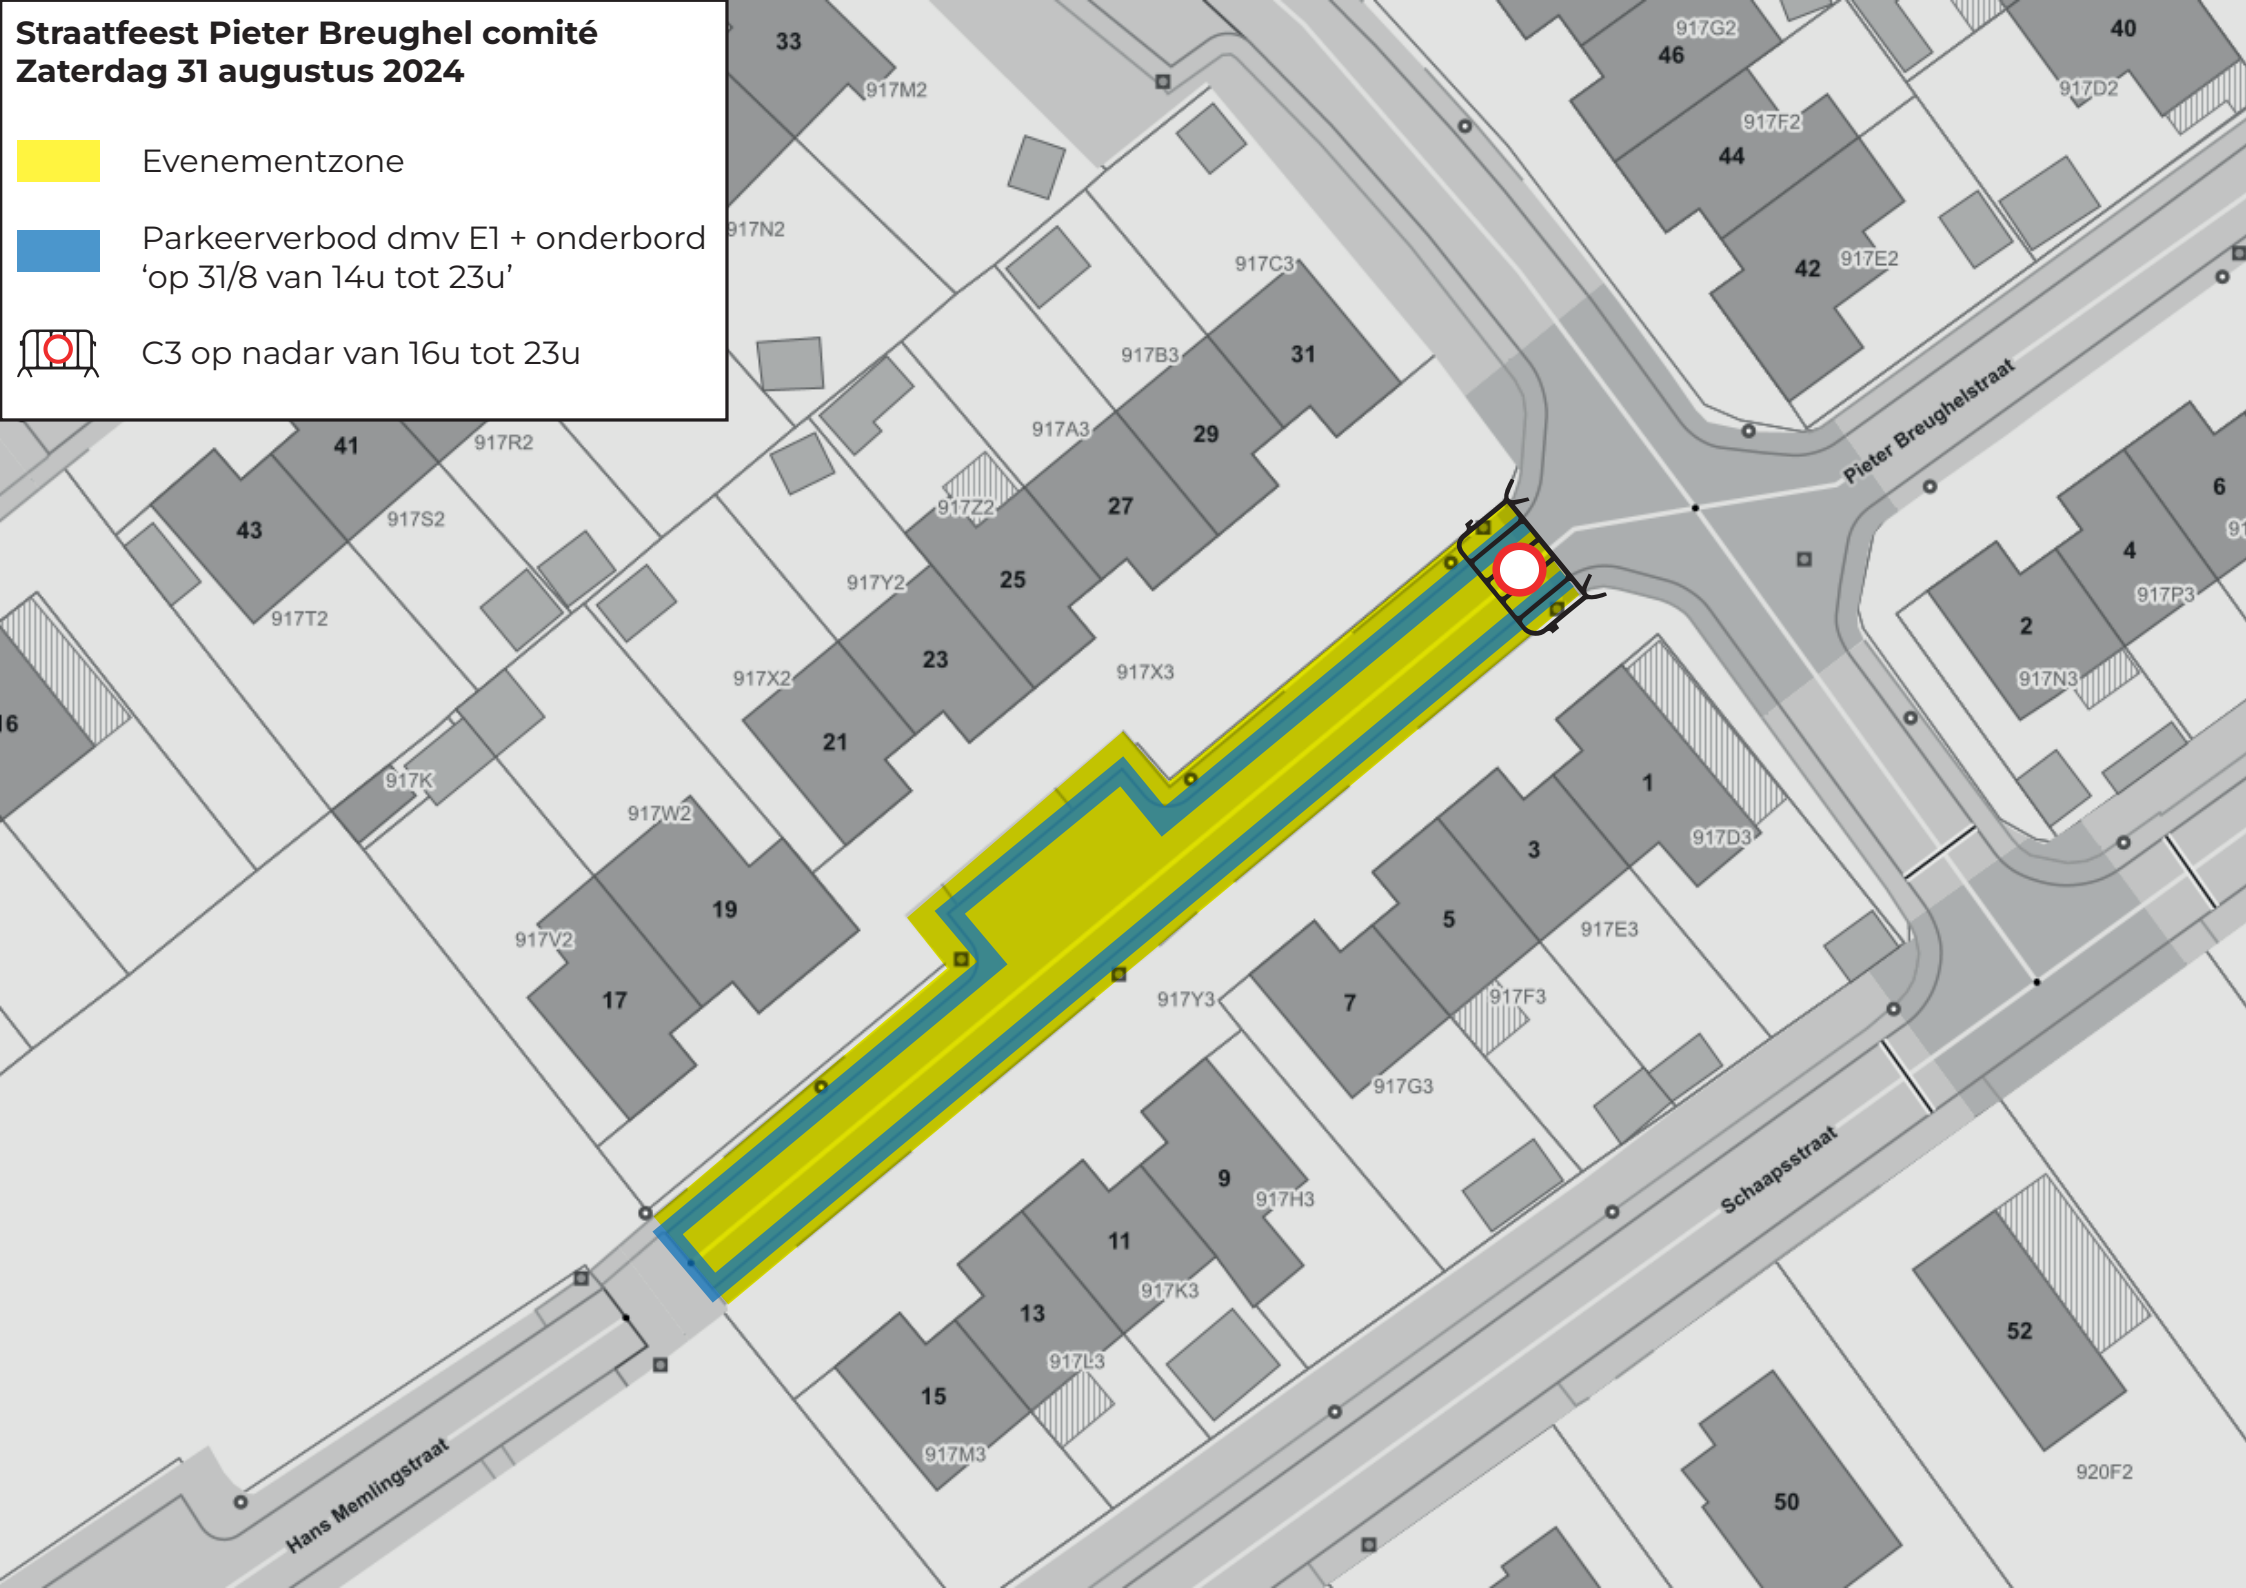 Straatfeest Pieter Breughel comité
Zaterdag 31 augustus 2024
Evenementzone
Parkeerverbod dmv E1 + onderbord
‘op 31/8 van 14u tot 23u’
C3 op nadar van 16u tot 23u
33
917M2
917N2
917G2
46
40
917D2
917F2
44
42
917E2
917C3
31
917B3
29
917A3
27
917Z2
25
917Y2
23
917X2
21
917X3
41
917R2
43
917S2
917T2
16
917K
917W2
19
917V2
17
Pieter Breughelstraat
6
4
917P3
2
917N3
1
917D3
3
917E3
5
917F3
7
917G3
917Y3
9
917H3
11
917K3
13
917L3
15
917M3
Schaapsstraat
52
50
920F2
Hans Memlingstraat